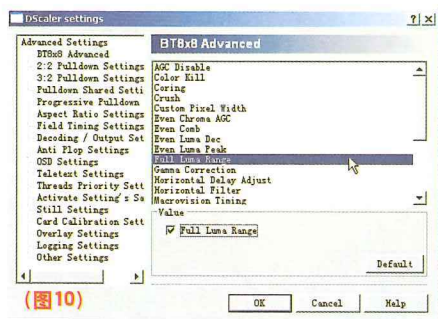 DScaler settings
Advanced Settings
BT8x8 Advanced
2:2 Pulldown Settings
3:2 Pulldown Settings
Pulldown Shared Setti
Progressive Pulldown
Aspect Ratio Settings
Field Timing Settings
Decoding / Output Set
Anti Plop Settings
OSD Settings
Teletext Settings
Threads Priority Sett
Activate Setting's Sa
Still Settings
Card Calibration Sett
Overlay Settings
Logging Settings
Other Settings
BT8x8 Advanced
AGC Disable
Color Kill
Coring
Crush
Custom Pixel Width
Even Chroma AGC
Even Comb
Even Luma Dec
Even Luma Peak
Full Luma Range
Gamma Correction
Horizontal Delay Adjust
Horizontal Filter
Macrovision Timing
Value
Full Luma Range
Default
OK
Cancel
Help
(图10)